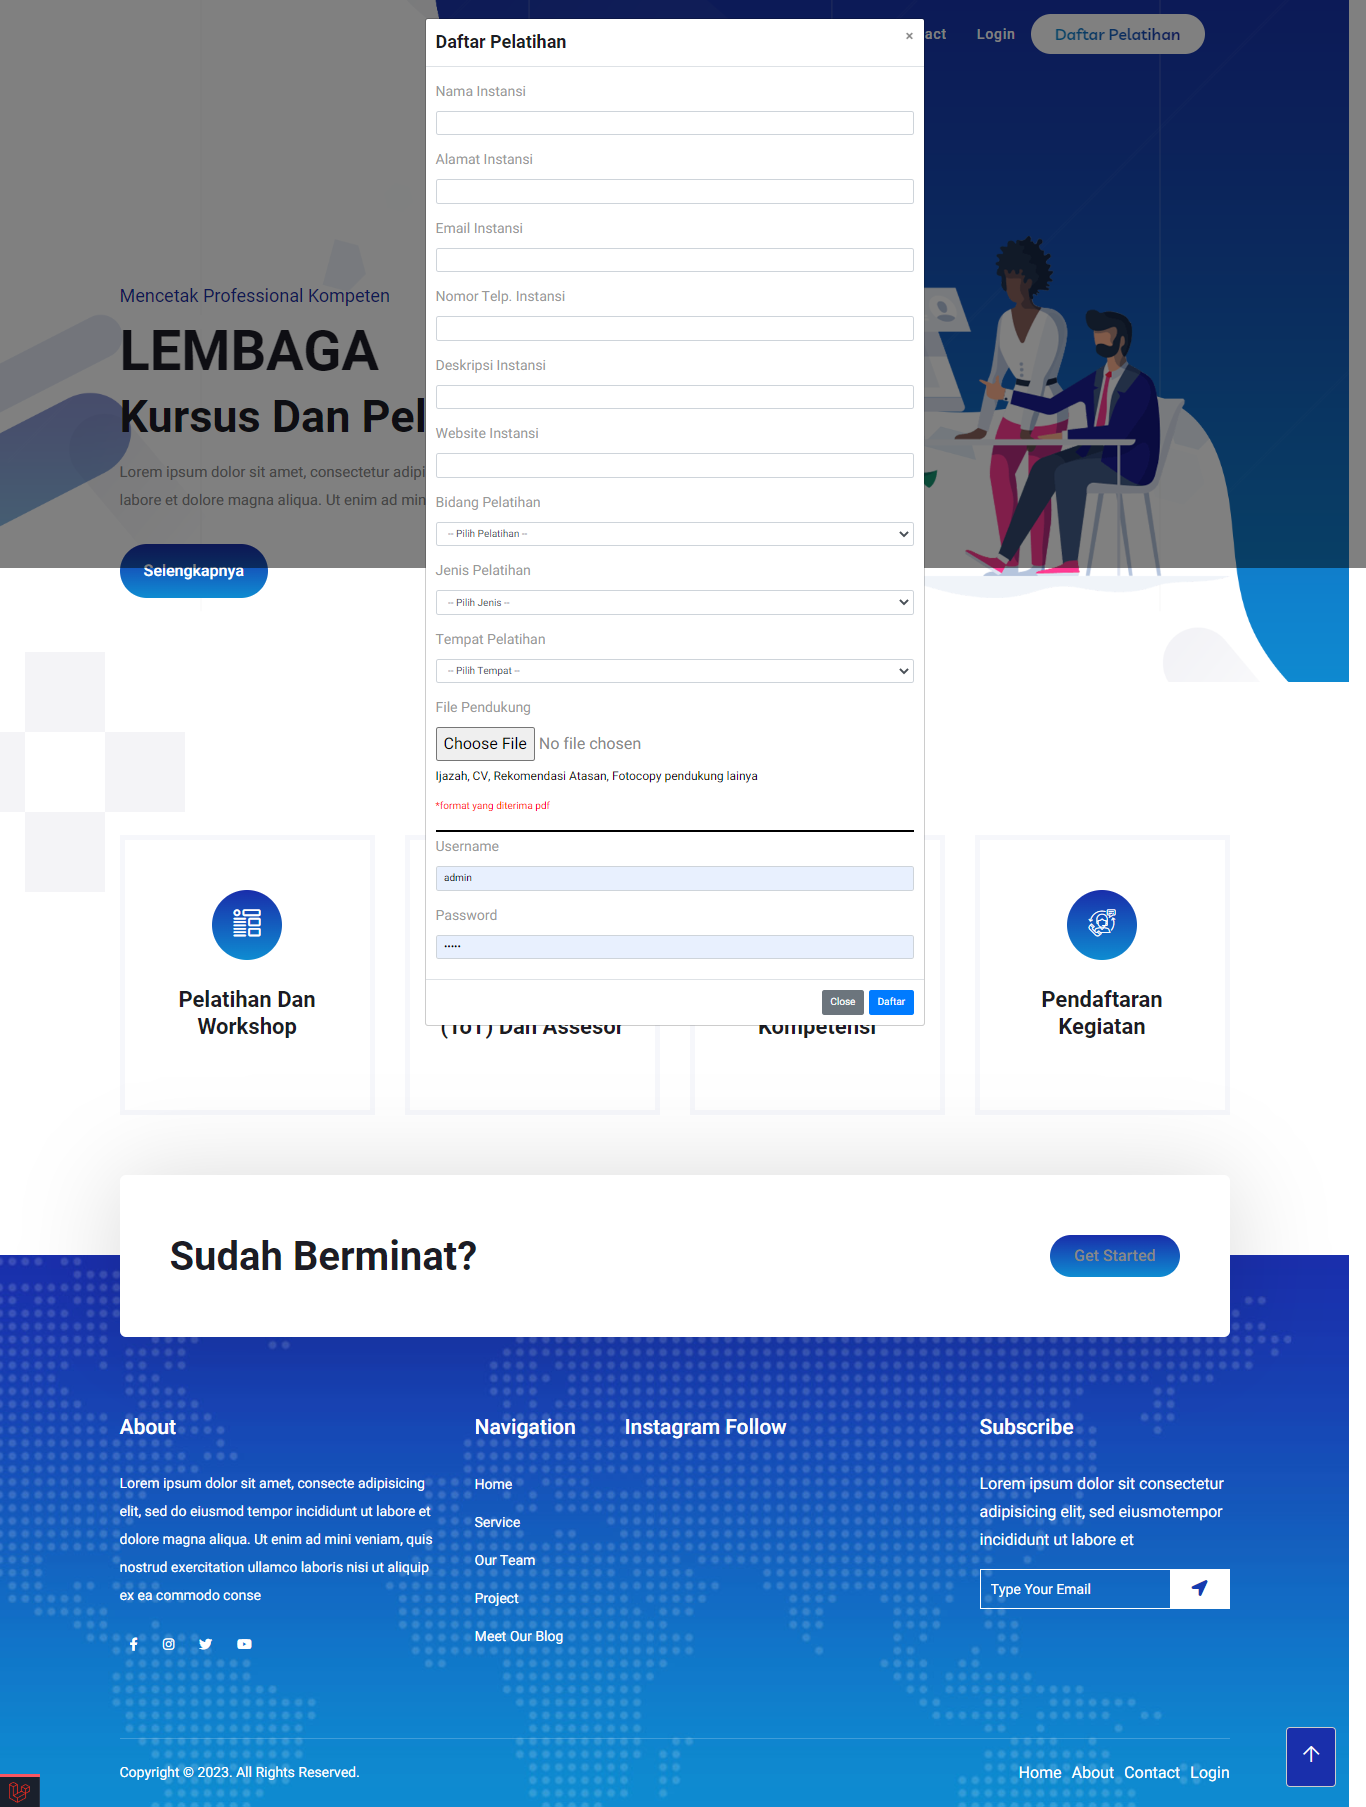 act
Login
Daftar Pelatihan
Daftar Pelatihan
×
Nama Instansi
Alamat Instansi
Email Instansi
Nomor Telp. Instansi
Deskripsi Instansi
Website Instansi
Bidang Pelatihan
-- Pilih Pelatihan --
Jenis Pelatihan
-- Pilih Jenis --
Tempat Pelatihan
-- Pilih Tempat --
File Pendukung
Choose File No file chosen
Ijazah, CV, Rekomendasi Atasan, Fotocopy pendukung lainya
*format yang diterima pdf
Username
admin
Password
•••••
Close
Daftar
Mencetak Professional Kompeten
LEMBAGA
Kursus Dan Pel
Lorem ipsum dolor sit amet, consectetur adipi
labore et dolore magna aliqua. Ut enim ad min
Selengkapnya
Pelatihan Dan
Workshop
(ToT) Dan Assesor
Kompetensi
Pendaftaran
Kegiatan
Sudah Berminat?
Get Started
About
Lorem ipsum dolor sit amet, consecte adipisicing
elit, sed do eiusmod tempor incididunt ut labore et
dolore magna aliqua. Ut enim ad mini veniam, quis
nostrud exercitation ullamco laboris nisi ut aliquip
ex ea commodo conse
Navigation
Home
Service
Our Team
Project
Meet Our Blog
Instagram Follow
Subscribe
Lorem ipsum dolor sit consectetur
adipisicing elit, sed eiusmotempor
incididunt ut labore et
Type Your Email
Copyright © 2023. All Rights Reserved.
Home About Contact Login